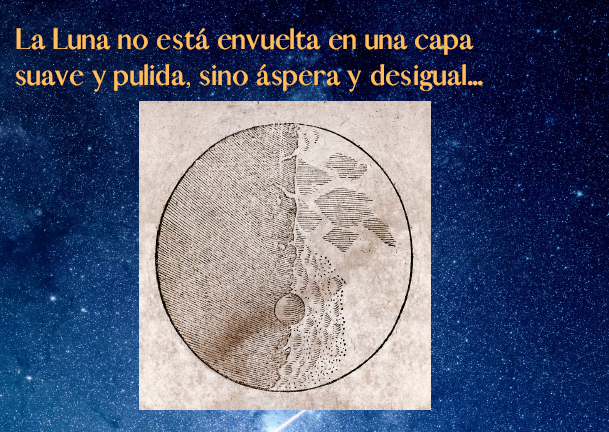 La Luna no está envuelta en una capa
suave y pulida, sino áspera y desigual...